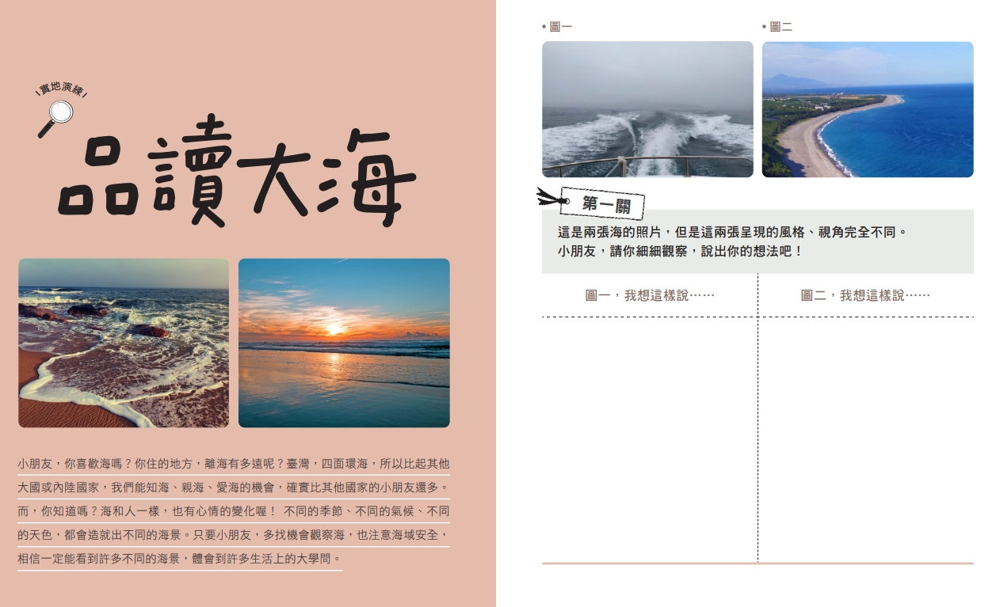 實地演練
品讀大海
小朋友，你喜歡海嗎？你住的地方，離海有多遠呢？臺灣，四面環海，所以比起其他
大國或內陸國家，我們能知海、親海、愛海的機會，確實比其他國家的小朋友還多。
而，你知道嗎？海和人一樣，也有心情的變化喔！ 不同的季節、不同的氣候、不同
的天色，都會造就出不同的海景。只要小朋友，多找機會觀察海，也注意海域安全，
相信一定能看到許多不同的海景，體會到許多生活上的大學問。
• 圖一
• 圖二
第一關
這是兩張海的照片，但是這兩張呈現的風格、視角完全不同。
小朋友，請你細細觀察，說出你的想法吧！
圖一，我想這樣說……
圖二，我想這樣說……